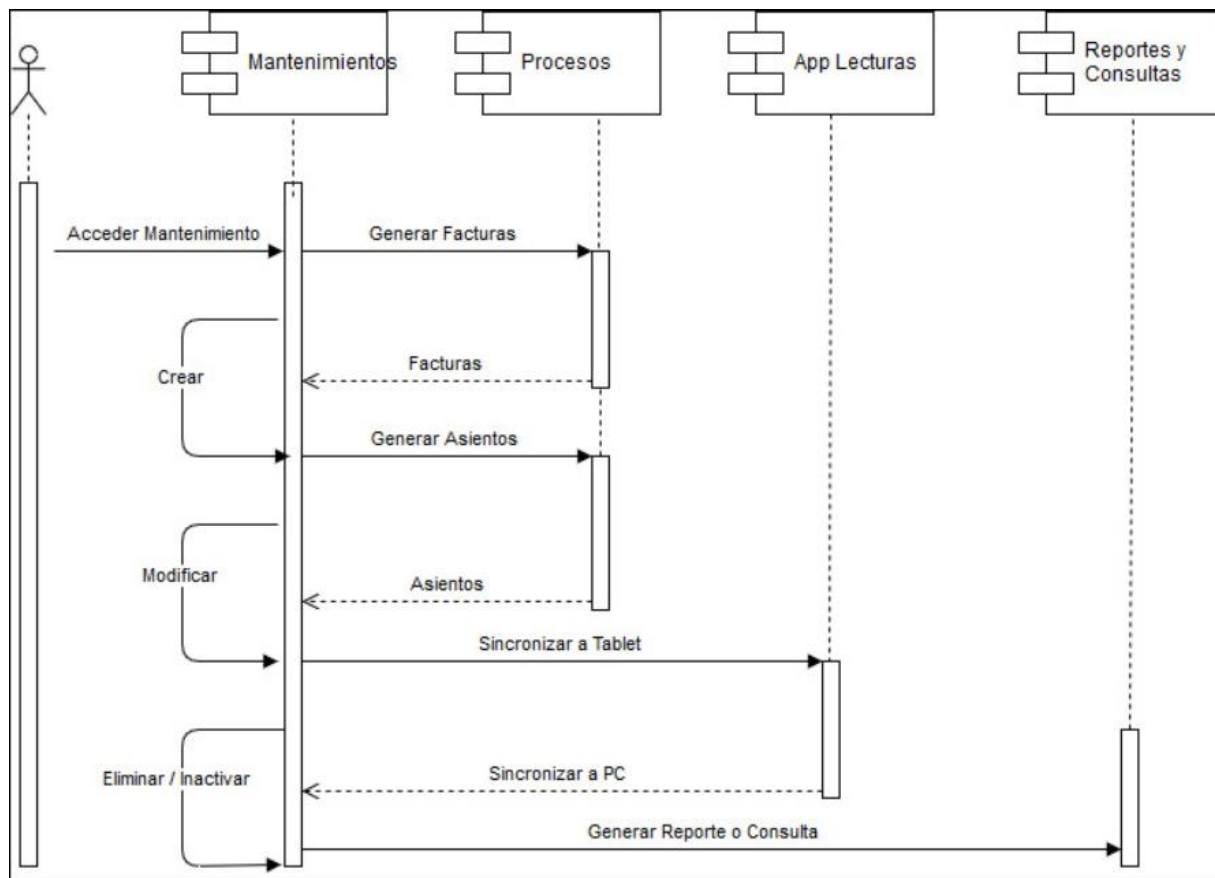 Mantenimientos
Procesos
App Lecturas
Reportes y
Consultas
Acceder Mantenimiento
Generar Facturas
Crear
Facturas
Generar Asientos
Modificar
Asientos
Sincronizar a Tablet
Eliminar / Inactivar
Sincronizar a PC
Generar Reporte o Consulta